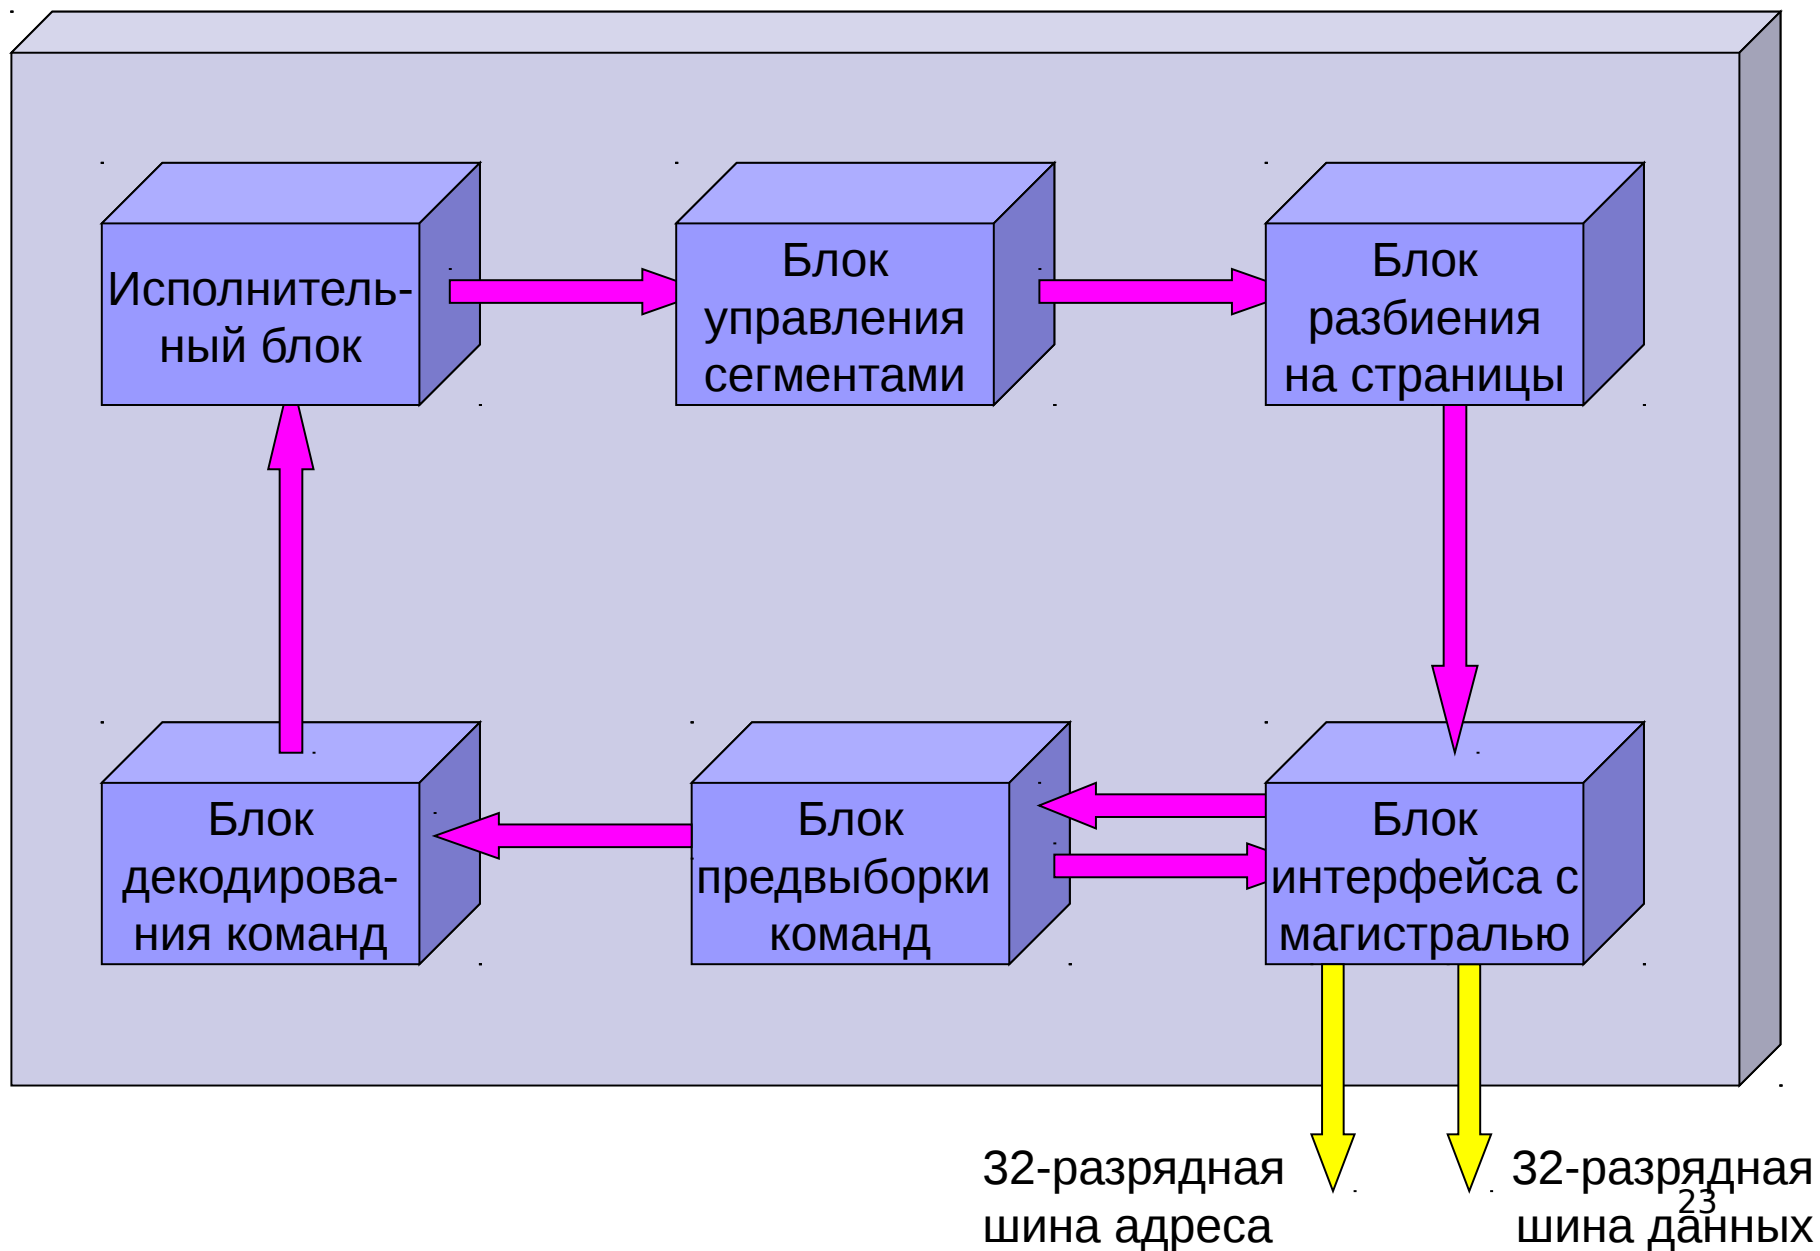 Исполнитель-
ный блок
Блок
управления
сегментами
Блок
разбиения
на страницы
Блок
декодирова-
ния команд
Блок
предвыборки
команд
Блок
интерфейса с
магистралью
32-разрядная
шина адреса
32-разрядная
шина данных
23